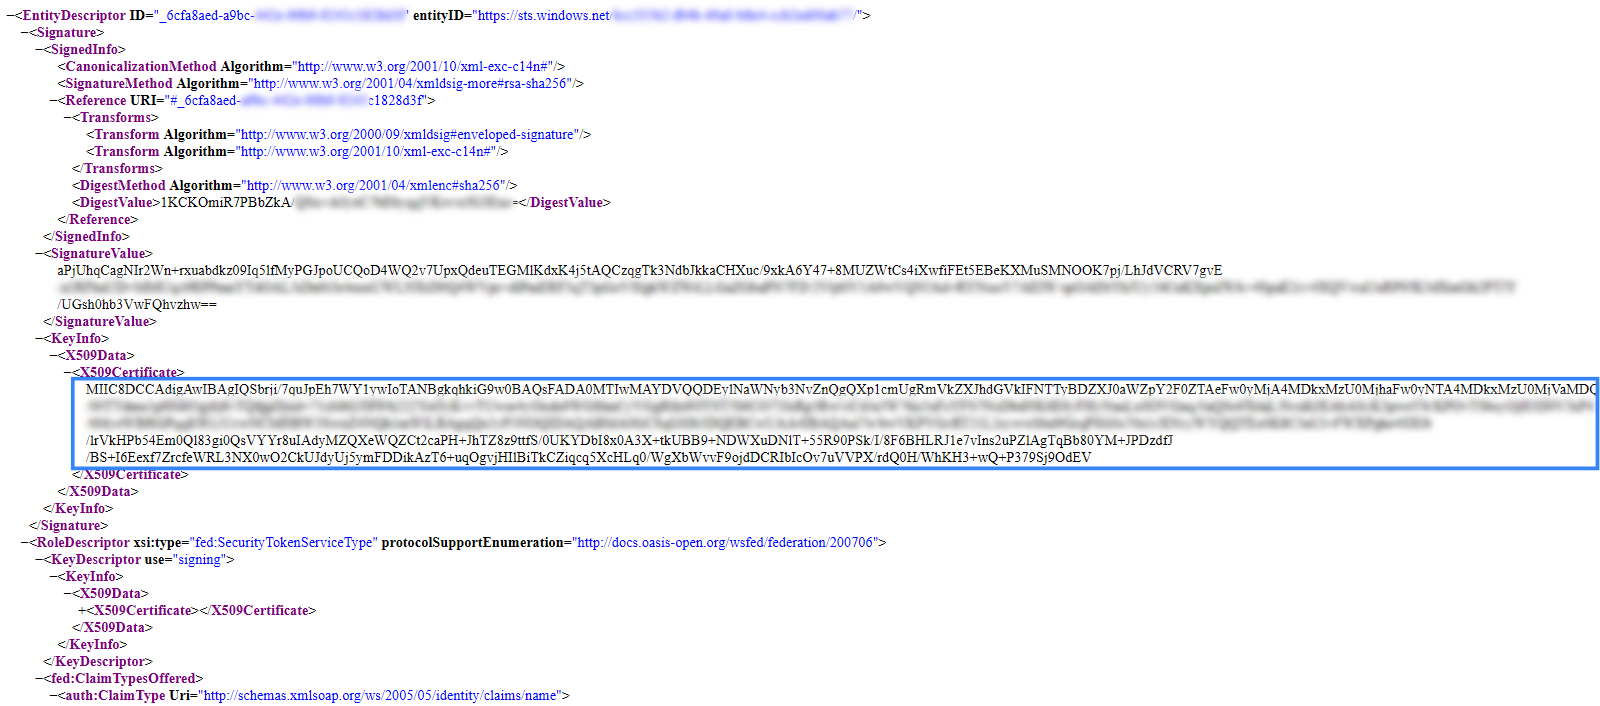 −<EntityDescriptor ID="_6cfa8aed-a9bc- entityID="https://sts.windows.net/ /">
−<Signature>
−<SignedInfo>
<CanonicalizationMethod Algorithm="http://www.w3.org/2001/10/xml-exc-c14n#"/>
<SignatureMethod Algorithm="http://www.w3.org/2001/04/xmldsig-more#rsa-sha256"/>
−<Reference URI="#_6cfa8aed- c1828d3f">
−<Transforms>
<Transform Algorithm="http://www.w3.org/2000/09/xmldsig#enveloped-signature"/>
<Transform Algorithm="http://www.w3.org/2001/10/xml-exc-c14n#"/>
</Transforms>
<DigestMethod Algorithm="http://www.w3.org/2001/04/xmlenc#sha256"/>
<DigestValue>1KCKOmiR7PBbZkA/ =</DigestValue>
</Reference>
</SignedInfo>
−<SignatureValue>
aPjUhqCagNIr2Wn+rxuabdkz09Iq5lfMyPGJpoUCQoD4WQ2v7UpxQdeuTEGMlKdxK4j5tAQCzqgTk3NdbJkkaCHXuc/9xkA6Y47+8MUZWtCs4iXwfiFEt5EBeKXMuSMNOOK7pj/LhJdVCRV7gvE
/UGsh0hb3VwFQhvzhw==
</SignatureValue>
−<KeyInfo>
−<X509Data>
−<X509Certificate>
MIIC8DCCAdigAwIBAgIQSbrji/7quJpEh7WY1ywIoTANBgkqhkiG9w0BAQsFADA0MTIwMAYDVQQDEylNaWNyb3NvZnQgQXp1cmUgRmVkZXJhdGVkIFNTTyBDZXJ0aWZpY2F0ZTAeFw0yMjA4MDkxMzU0MjhaFw0yNTA4MDkxMzU0MjVaMDQ
/lrVkHPb54Em0Ql83gi0QsVYYr8uIAdyMZQXeWQZCt2caPH+JhTZ8z9ttfS/0UKYDbI8x0A3X+tkUBB9+NDWXuDNlT+55R90PSk/I/8F6BHLRJ1e7vIns2uPZlAgTqBb80YM+JPDzdfJ
/BS+I6Eexf7ZrcfeWRL3NX0wO2CkUJdyUj5ymFDDikAzT6+uqOgvjHIlBiTkCZiqcq5XcHLq0/WgXbWvvF9ojdDCRIbIcOv7uVVPX/rdQ0H/WhKH3+wQ+P379Sj9OdEV
</X509Certificate>
</X509Data>
</KeyInfo>
</Signature>
−<RoleDescriptor xsi:type="fed:SecurityTokenServiceType" protocolSupportEnumeration="http://docs.oasis-open.org/wsfed/federation/200706">
−<KeyDescriptor use="signing">
−<KeyInfo>
−<X509Data>
+<X509Certificate></X509Certificate>
</X509Data>
</KeyInfo>
</KeyDescriptor>
−<fed:ClaimTypesOffered>
−<auth:ClaimType Uri="http://schemas.xmlsoap.org/ws/2005/05/identity/claims/name">